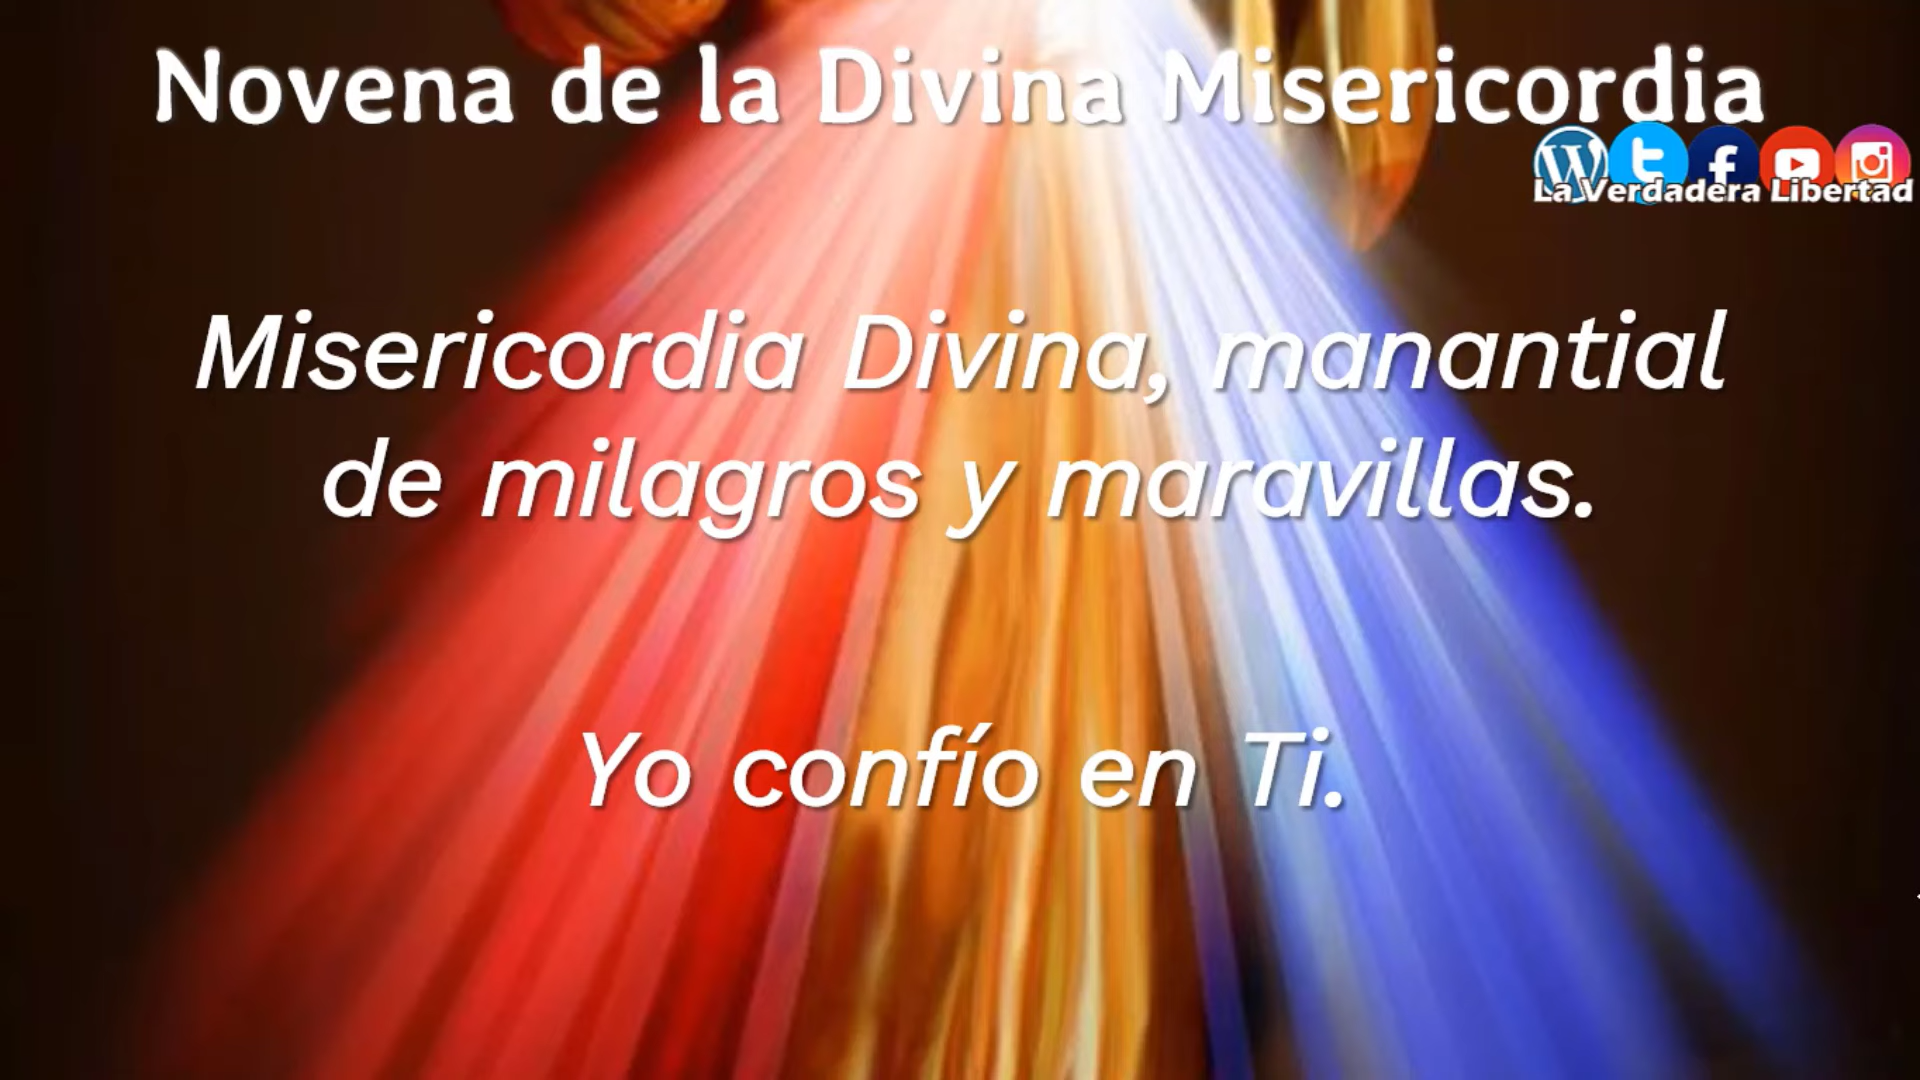 Novena de la Divina Misericordia
La Verdadera Libertad
Misericordia Divina, manantial
de milagros y maravillas.
Yo confío en Ti.